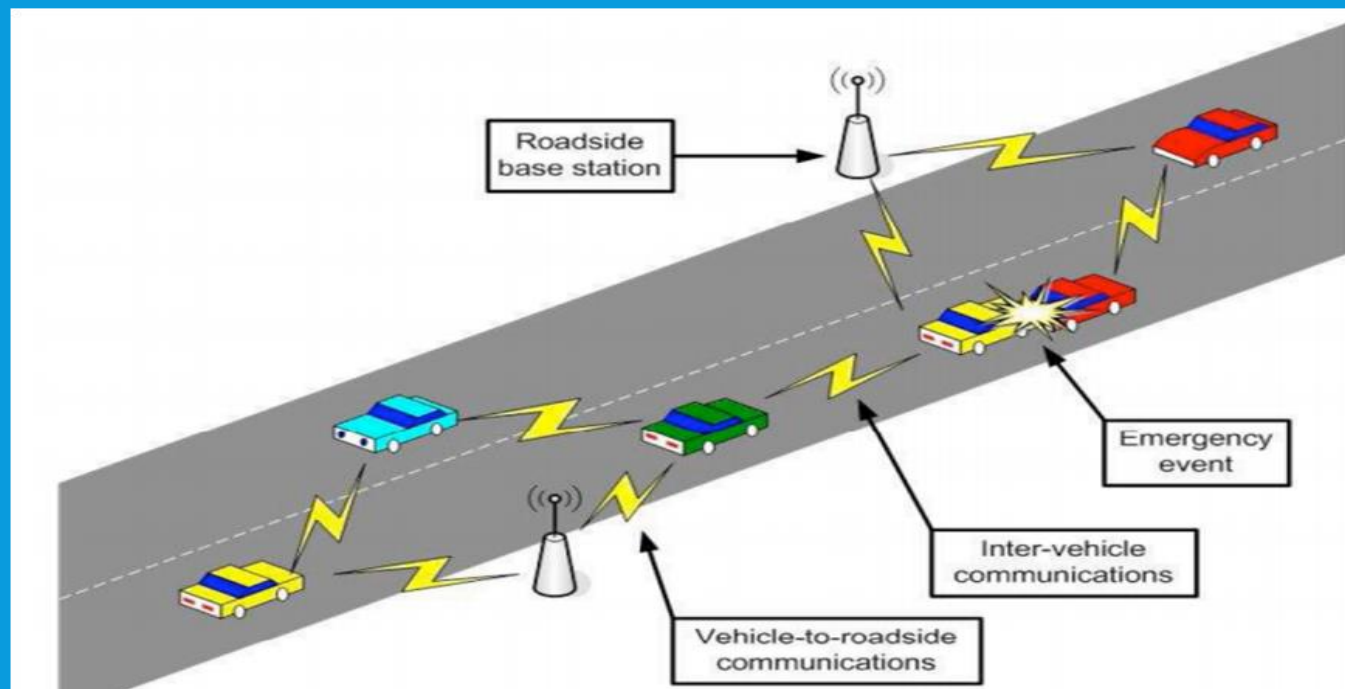 Roadside
base station
Emergency
event
Inter-vehicle
communications
Vehicle-to-roadside
communications